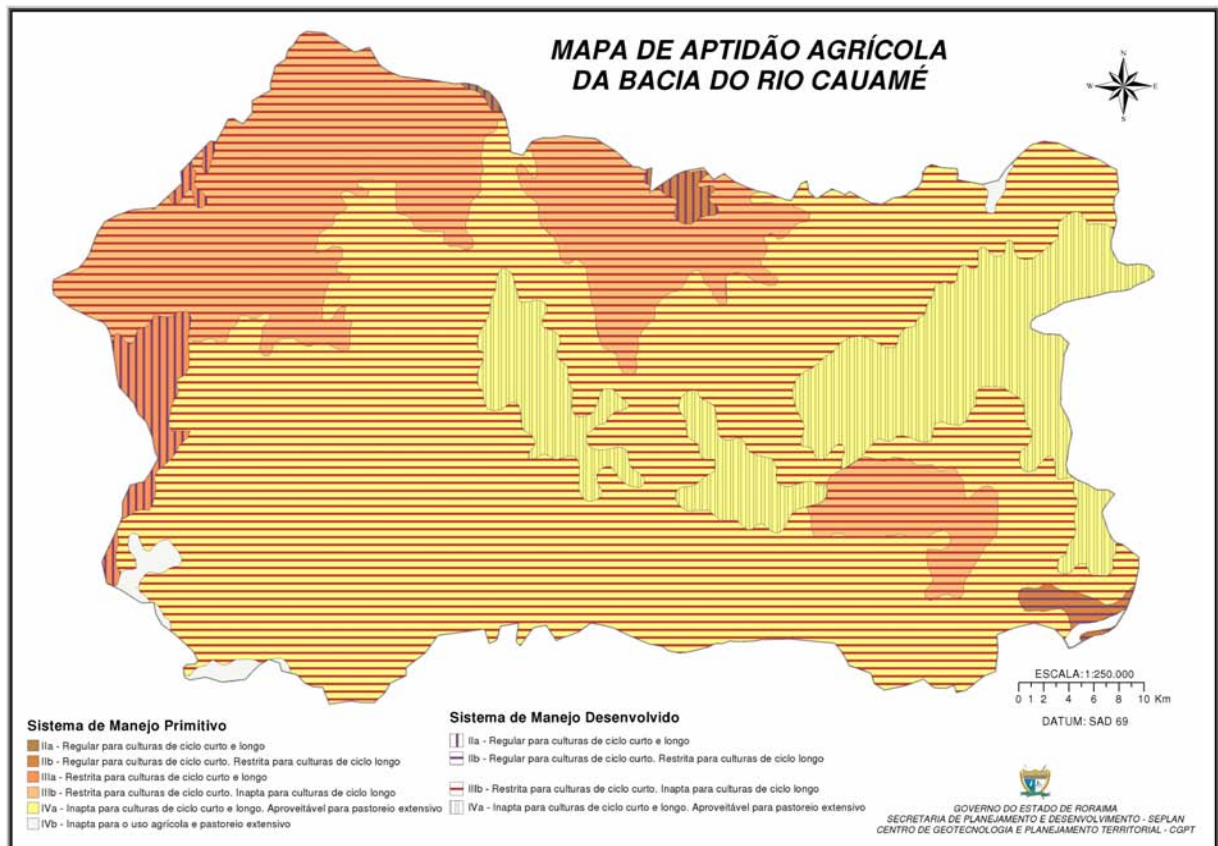 MAPA DE APTIDÃO AGRÍCOLA
DA BACIA DO RIO CAUAMÉ
N
W E
S
ESCALA:1:250.000
0 1 2 4 6 8 10 Km
DATUM: SAD 69
Sistema de Manejo Primitivo
IIa - Regular para culturas de ciclo curto e longo
IIb - Regular para culturas de ciclo curto. Restrita para culturas de ciclo longo
IIIa - Restrita para culturas de ciclo curto e longo
IIIb - Restrita para culturas de ciclo curto. Inapta para culturas de ciclo longo
IVa - Inapta para culturas de ciclo curto e longo. Aproveitável para pastoreio extensivo
IVb - Inapta para o uso agrícola e pastoreio extensivo
Sistema de Manejo Desenvolvido
IIa - Regular para culturas de ciclo curto e longo
IIb - Regular para culturas de ciclo curto. Restrita para culturas de ciclo longo
IIIb - Restrita para culturas de ciclo curto. Inapta para culturas de ciclo longo
IVa - Inapta para culturas de ciclo curto e longo. Aproveitável para pastoreio extensivo
GOVERNO DO ESTADO DE RORAIMA
SECRETARIA DE PLANEJAMENTO E DESENVOLVIMENTO - SEPLAN
CENTRO DE GEOTECNOLOGIA E PLANEJAMENTO TERRITORIAL - CGPT